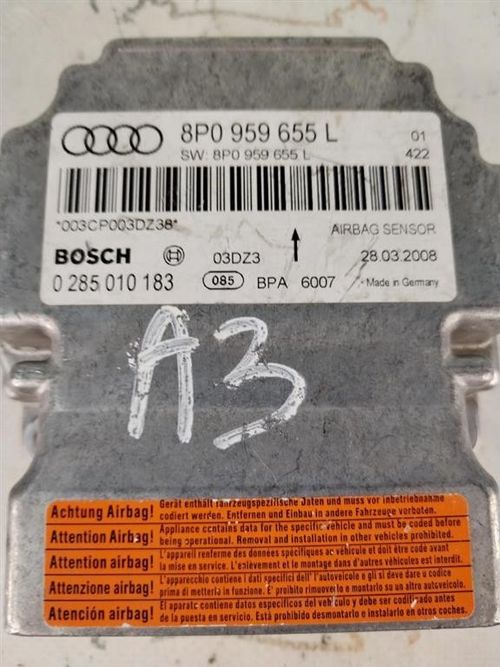 8P0 959 655 L 01
SW: 8P0 959 655 L 422
*003CP003DZ38*
AIRBAG SENSOR
BOSCH 03DZ3 28.03.2008
0 285 010 183 085 BPA 6007 Made in Germany
A3
Achtung Airbag! Gerät enthält fahrzeugspezifische Daten und muss vor inbetriebnahme
codiert werden. Entfernen und Einbau in andere Fahrzeuge verboten.
Attention Airbag! Appliance contains data for the specific vehicle and must be coded before
being operational. Removal and installation in other vehicles prohibited.
Attention airbag! L'appareil renferme des données spécifiques au véhicule et doit être codé avant
la mise en service. L'enlèvement et le montage dans d'autres véhicules est interdit.
Attenzione airbag! L'apparecchio contiene i dati specifici dell' l'autoveicolo e gli si deve dare a codice
prima di metterla in funzione. E' proibito rimuoverlo o montarlo su altro autoveicolo.
Atención airbag! El aparato contiene datos específicos del vehículo y debe ser codificado antes
de la puesta en servicio. Está prohibido desmontarlo o instalarlo en otros coches.